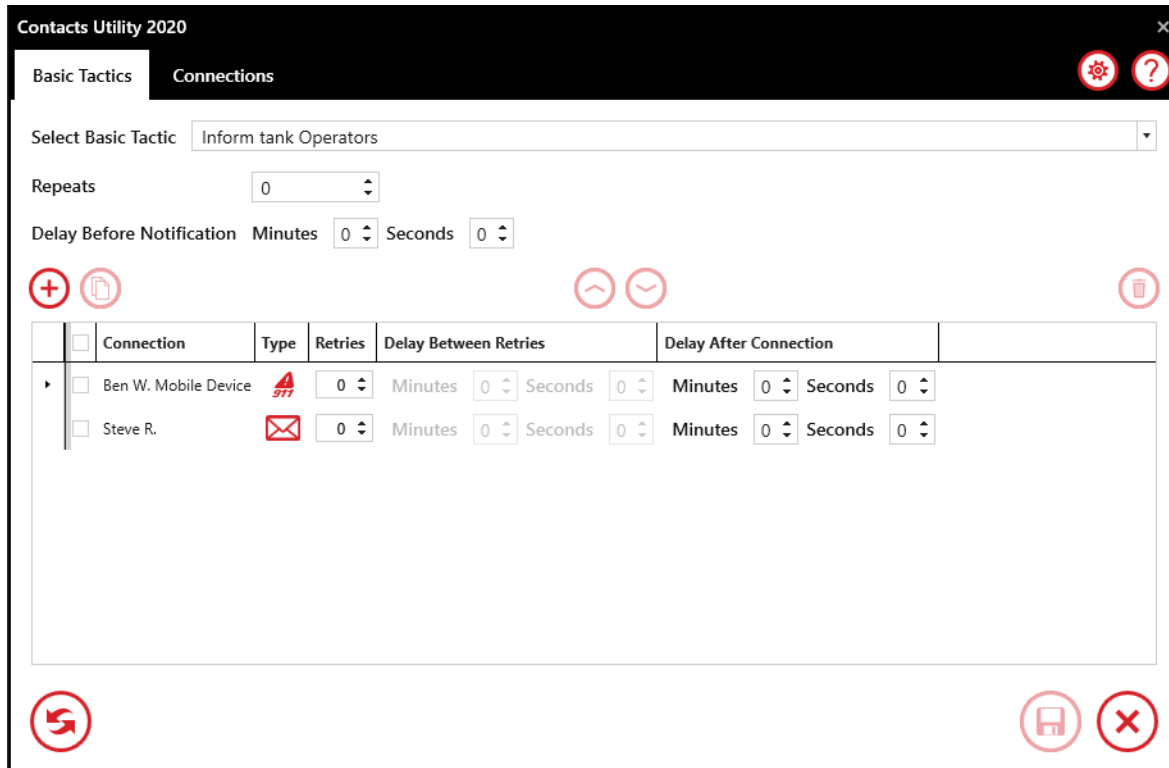 Contacts Utility 2020
Basic Tactics Connections
?
Select Basic Tactic Inform tank Operators
Repeats 0
Delay Before Notification Minutes 0 Seconds 0
Connection Type Retries Delay Between Retries Delay After Connection
Ben W. Mobile Device 911 0 Minutes 0 Seconds 0 Minutes 0 Seconds 0
Steve R. 0 Minutes 0 Seconds 0 Minutes 0 Seconds 0